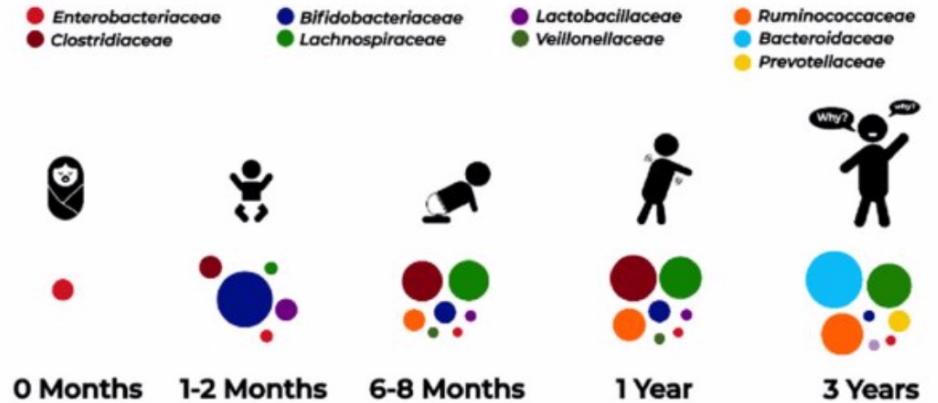 Enterobacteriaceae
Clostridiaceae
Bifidobacteriaceae
Lachnospiraceae
Lactobacillaceae
Veillonellaceae
Ruminococcaceae
Bacteroidaceae
Prevotellaceae
Why?
why?
0 Months
1-2 Months
6-8 Months
1 Year
3 Years